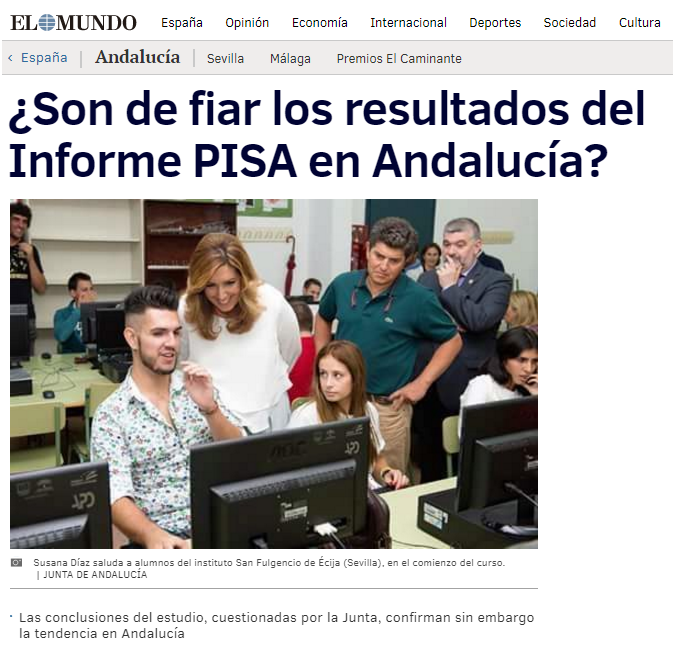 EL MUNDO España Opinión Economía Internacional Deportes Sociedad Cultura
‹ España Andalucía Sevilla Málaga Premios El Caminante
¿Son de fiar los resultados del
Informe PISA en Andalucía?
AOC
Susana Díaz saluda a alumnos del instituto San Fulgencio de Écija (Sevilla), en el comienzo del curso.
| JUNTA DE ANDALUCÍA
· Las conclusiones del estudio, cuestionadas por la Junta, confirman sin embargo
la tendencia en Andalucía